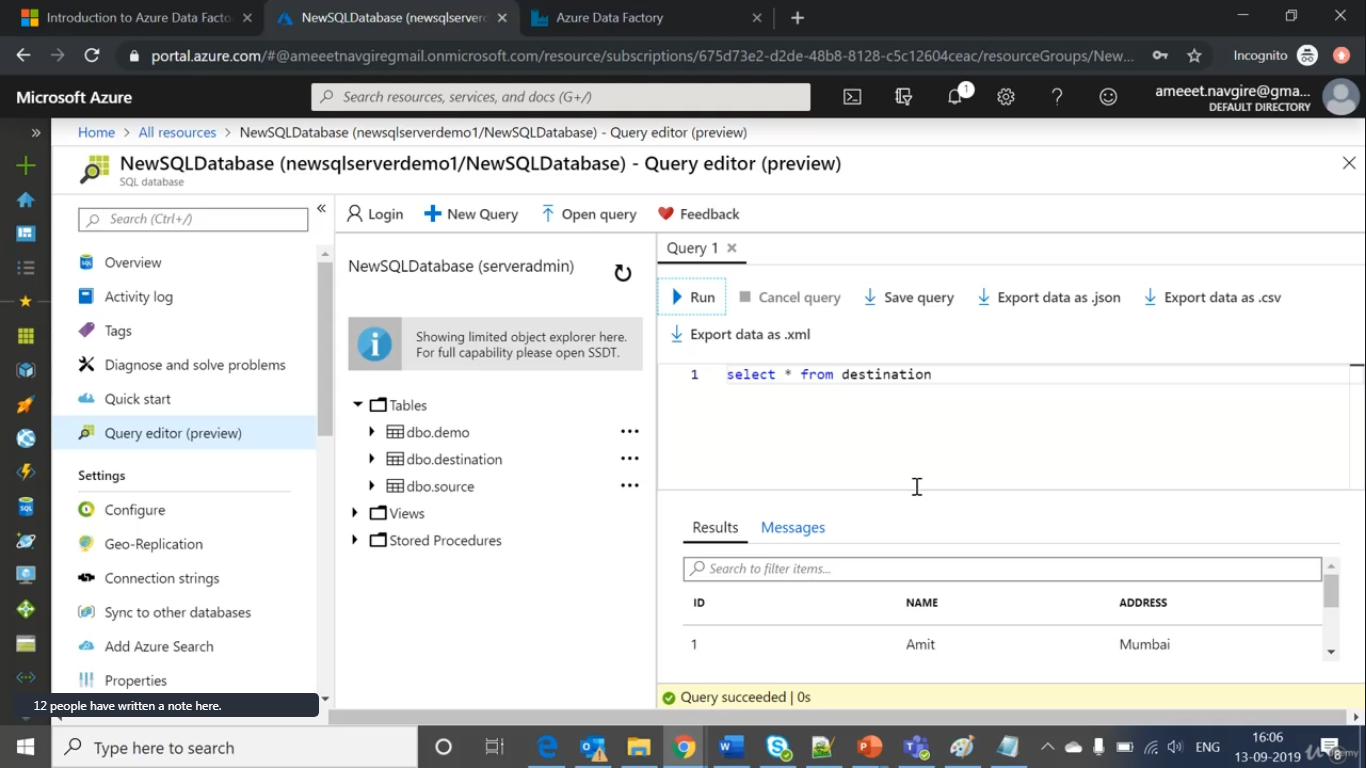 Introduction to Azure Data Facto
NewSQLDatabase (newsqlserver
Azure Data Factory
portal.azure.com/#@ameeetnavgiregmail.onmicrosoft.com/resource/subscriptions/675d73e2-d2de-48b8-8128-c5c12604ceac/resourceGroups/New...
Incognito
Microsoft Azure
Search resources, services, and docs (G+/)
1
ameeet.navgire@gma...
DEFAULT DIRECTORY
Home > All resources > NewSQLDatabase (newsqlserverdemo1/NewSQLDatabase) - Query editor (preview)
NewSQLDatabase (newsqlserverdemo1/NewSQLDatabase) - Query editor (preview)
SQL database
Search (Ctrl+/)
Overview
Activity log
Tags
Diagnose and solve problems
Quick start
Query editor (preview)
Settings
Configure
Geo-Replication
Connection strings
Sync to other databases
Add Azure Search
Properties
Login
New Query
Open query
Feedback
NewSQLDatabase (serveradmin)
Showing limited object explorer here.
For full capability please open SSDT.
Tables
dbo.demo
dbo.destination
dbo.source
Views
Stored Procedures
Query 1
Run
Cancel query
Save query
Export data as .json
Export data as .csv
Export data as .xml
1 select * from destination
Results
Messages
Search to filter items...
ID NAME ADDRESS
1 Amit Mumbai
Query succeeded | 0s
12 people have written a note here.
Type here to search
ENG
16:06
13-09-2019
8